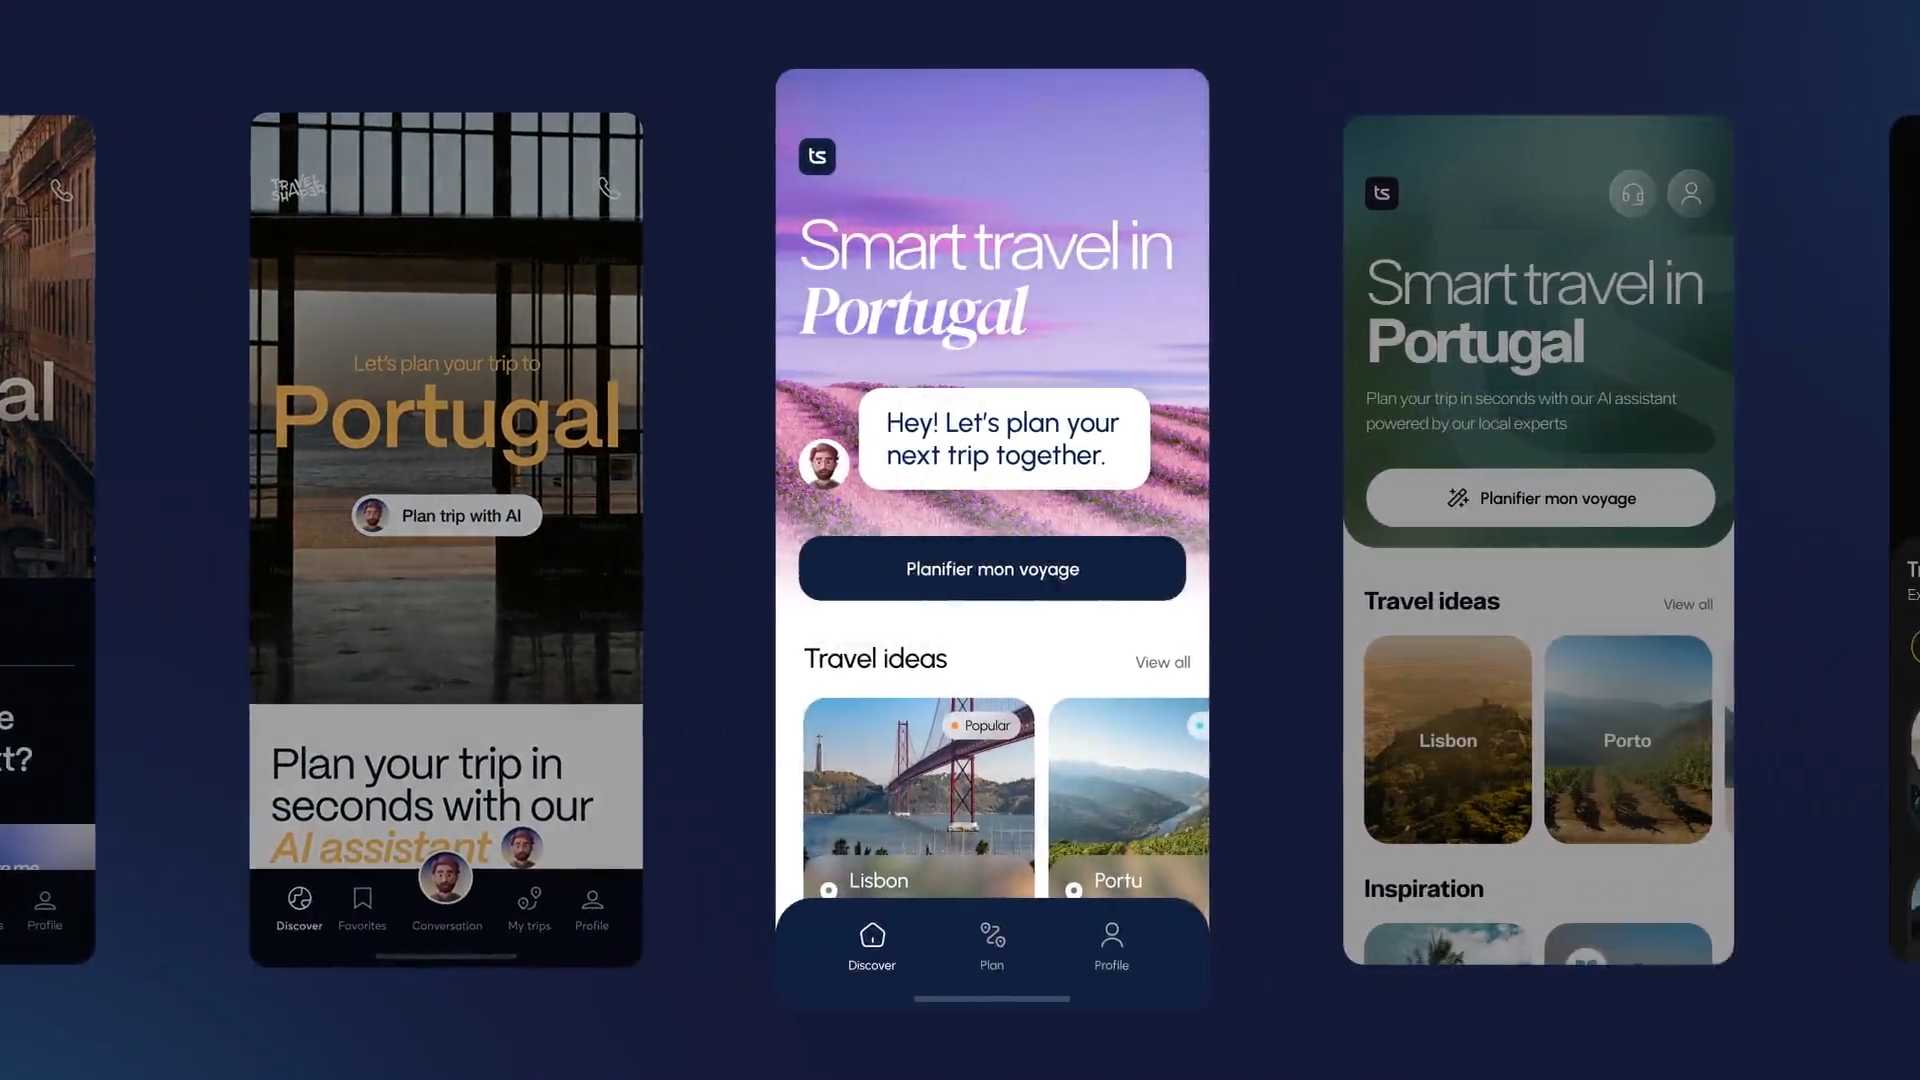 al
e
t?
Profile
TRAVEL
SHAP3R
Let's plan your trip to
Portugal
Plan trip with AI
Plan your trip in
seconds with our
AI assistant
Discover
Favorites
Conversation
My trips
Profile
ts
Smart travel in
Portugal
Hey! Let's plan your
next trip together.
Planifier mon voyage
Travel ideas
View all
Popular
Lisbon
Portu
Discover
Plan
Profile
ts
Smart travel in
Portugal
Plan your trip in seconds with our AI assistant
powered by our local experts
Planifier mon voyage
Travel ideas
View all
Lisbon
Porto
Inspiration
Ex